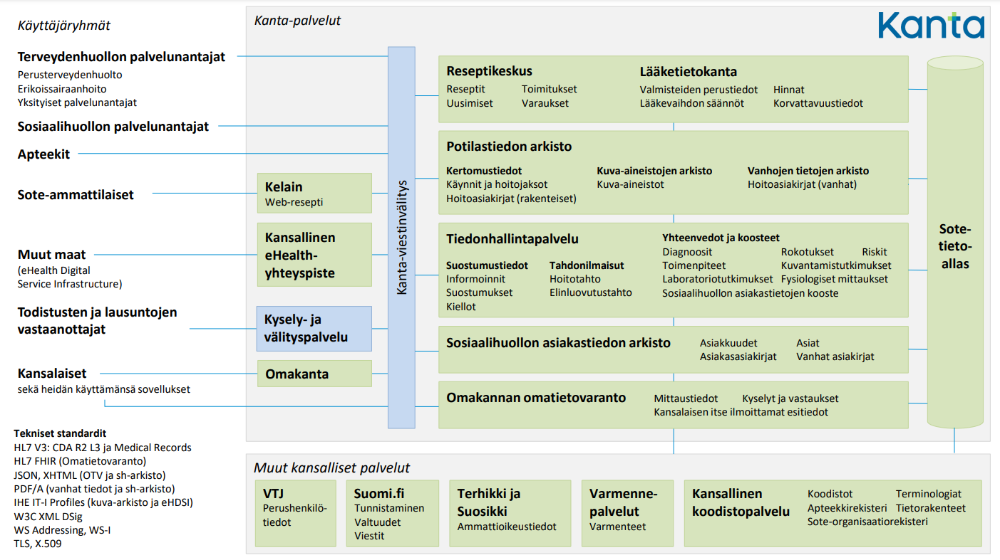 Käyttäjäryhmät
Terveydenhuollon palvelunantajat
Perusterveydenhuolto
Erikoissairaanhoito
Yksityiset palvelunantajat
Sosiaalihuollon palvelunantajat
Apteekit
Sote-ammattilaiset
Muut maat
(eHealth Digital
Service Infrastructure)
Todistusten ja lausuntojen
vastaanottajat
Kansalaiset
sekä heidän käyttämänsä sovellukset
Tekniset standardit
HL7 V3: CDA R2 L3 ja Medical Records
HL7 FHIR (Omatietovaranto)
JSON, XHTML (OTV ja sh-arkisto)
PDF/A (vanhat tiedot ja sh-arkisto)
IHE IT-I Profiles (kuva-arkisto ja eHDSI)
W3C XML DSig
WS Addressing, WS-I
TLS, X.509
Kanta-palvelut
Kanta
Kelain
Web-resepti
Kansallinen
eHealth-
yhteyspiste
Kysely- ja
välityspalvelu
Omakanta
Kanta-viestinvälitys
Reseptikeskus
Reseptit Toimitukset
Uusimiset Varaukset
Lääketietokanta
Valmisteiden perustiedot Hinnat
Lääkevaihdon säännöt Korvattavuustiedot
Potilastiedon arkisto
Kertomustiedot
Käynnit ja hoitojaksot
Hoitoasiakirjat (rakenteiset)
Kuva-aineistojen arkisto
Kuva-aineistot
Vanhojen tietojen arkisto
Hoitoasiakirjat (vanhat)
Tiedonhallintapalvelu
Suostumustiedot
Informoinnit
Suostumukset
Kiellot
Tahdonilmaisut
Hoitotahto
Elinluovutustahto
Yhteenvedot ja koosteet
Diagnoosit Rokotukset Riskit
Toimenpiteet Kuvantamistutkimukset
Laboratoriotutkimukset Fysiologiset mittaukset
Sosiaalihuollon asiakastietojen kooste
Sosiaalihuollon asiakastiedon arkisto
Asiakkuudet Asiat
Asiakasasiakirjat Vanhat asiakirjat
Omakannan omatietovaranto
Mittaustiedot Kyselyt ja vastaukset
Kansalaisen itse ilmoittamat esitiedot
Sote-
tieto-
allas
Muut kansalliset palvelut
VTJ
Perushenkilö-
tiedot
Suomi.fi
Tunnistaminen
Valtuudet
Viestit
Terhikki ja
Suosikki
Ammattioikeustiedot
Varmenne-
palvelut
Varmenteet
Kansallinen
koodistopalvelu
Koodistot Terminologiat
Apteekkirekisteri Tietorakenteet
Sote-organisaatiorekisteri